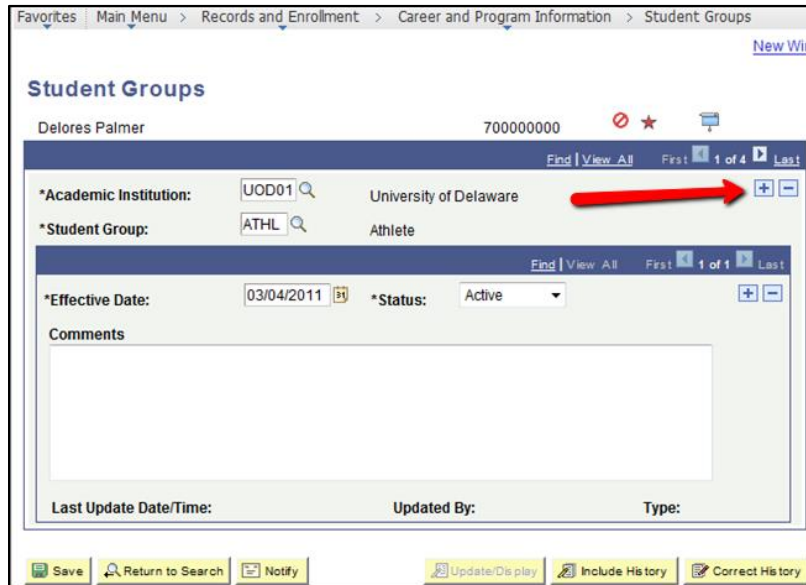 Favorites Main Menu > Records and Enrollment > Career and Program Information > Student Groups
New Wi
Student Groups
Delores Palmer 700000000
Find | View All First 1 of 4 Last
*Academic Institution: UOD01 University of Delaware
*Student Group: ATHL Athlete
Find | View All First 1 of 1 Last
*Effective Date: 03/04/2011 31 *Status: Active
Comments
Last Update Date/Time: Updated By: Type:
Save Return to Search Notify Update/Display Include History Correct History